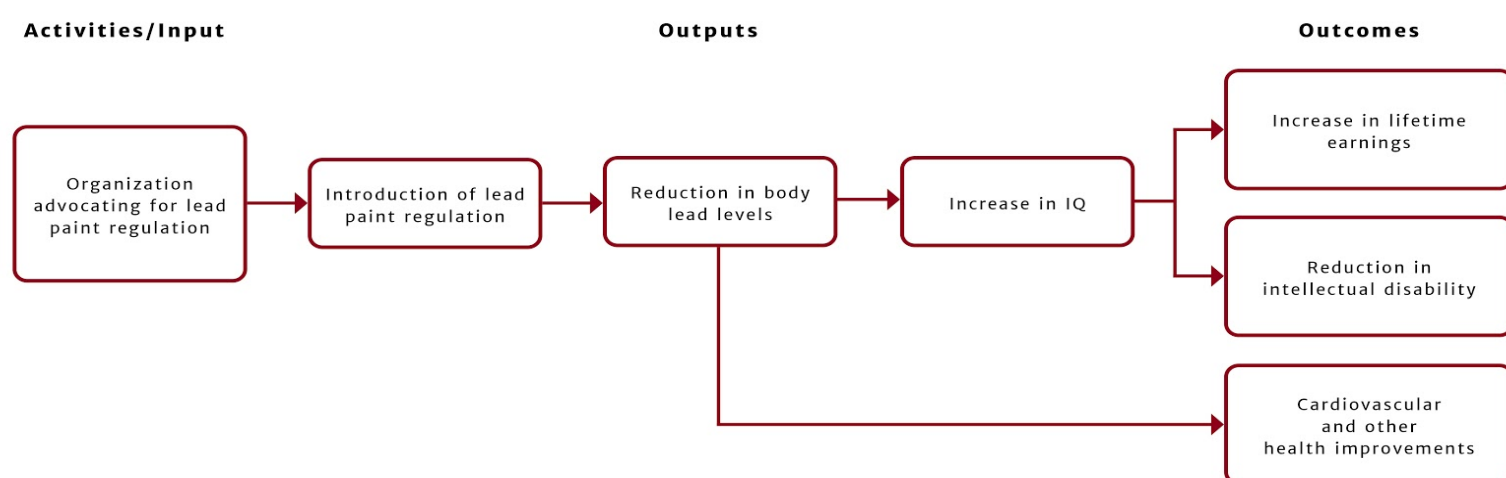 Activities/Input
Outputs
Outcomes
Organization
advocating for lead
paint regulation
Introduction of lead
paint regulation
Reduction in body
lead levels
Increase in IQ
Increase in lifetime
earnings
Reduction in
intellectual disability
Cardiovascular
and other
health improvements